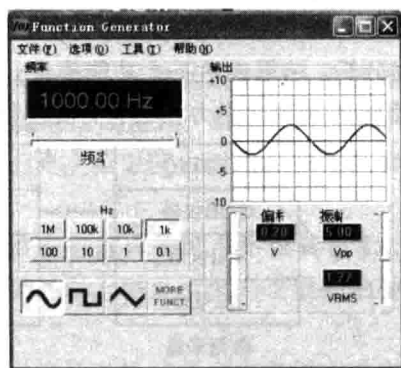 Function Generator
文件(F) 选项(O) 工具(T) 帮助(H)
频率
1000.00 Hz
频率
Hz
1M 100k 10k 1k
100 10 1 0.1
MORE
FUNCT.
输出
+10
+5
0
-5
-10
偏移 振幅
0.20 5.00
V Vpp
1.77
VRMS